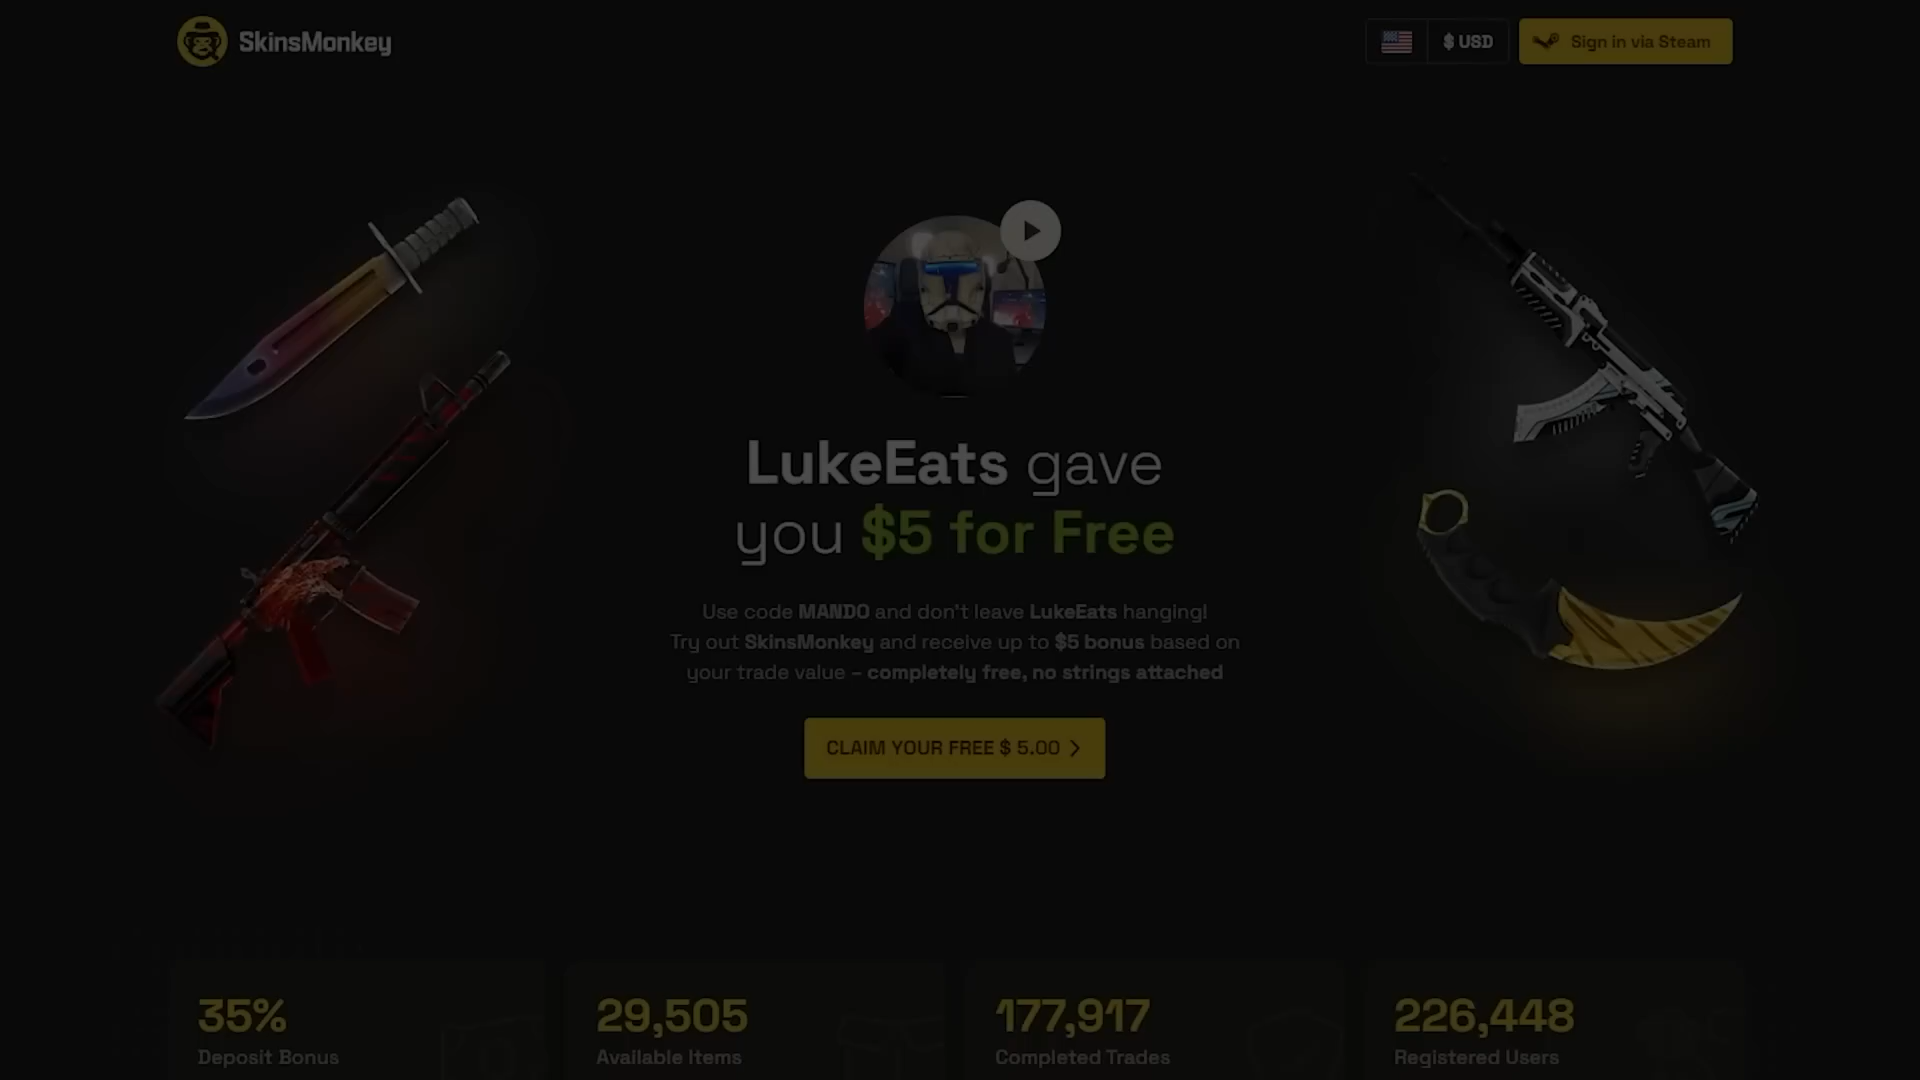 SkinsMonkey
$ USD
Sign in via Steam
LukeEats gave
you $5 for Free
Use code MANDO and don't leave LukeEats hanging!
Try out SkinsMonkey and receive up to $5 bonus based on
your trade value – completely free, no strings attached
CLAIM YOUR FREE $ 5.00
35%
Deposit Bonus
29,505
Available Items
177,917
Completed Trades
226,448
Registered Users